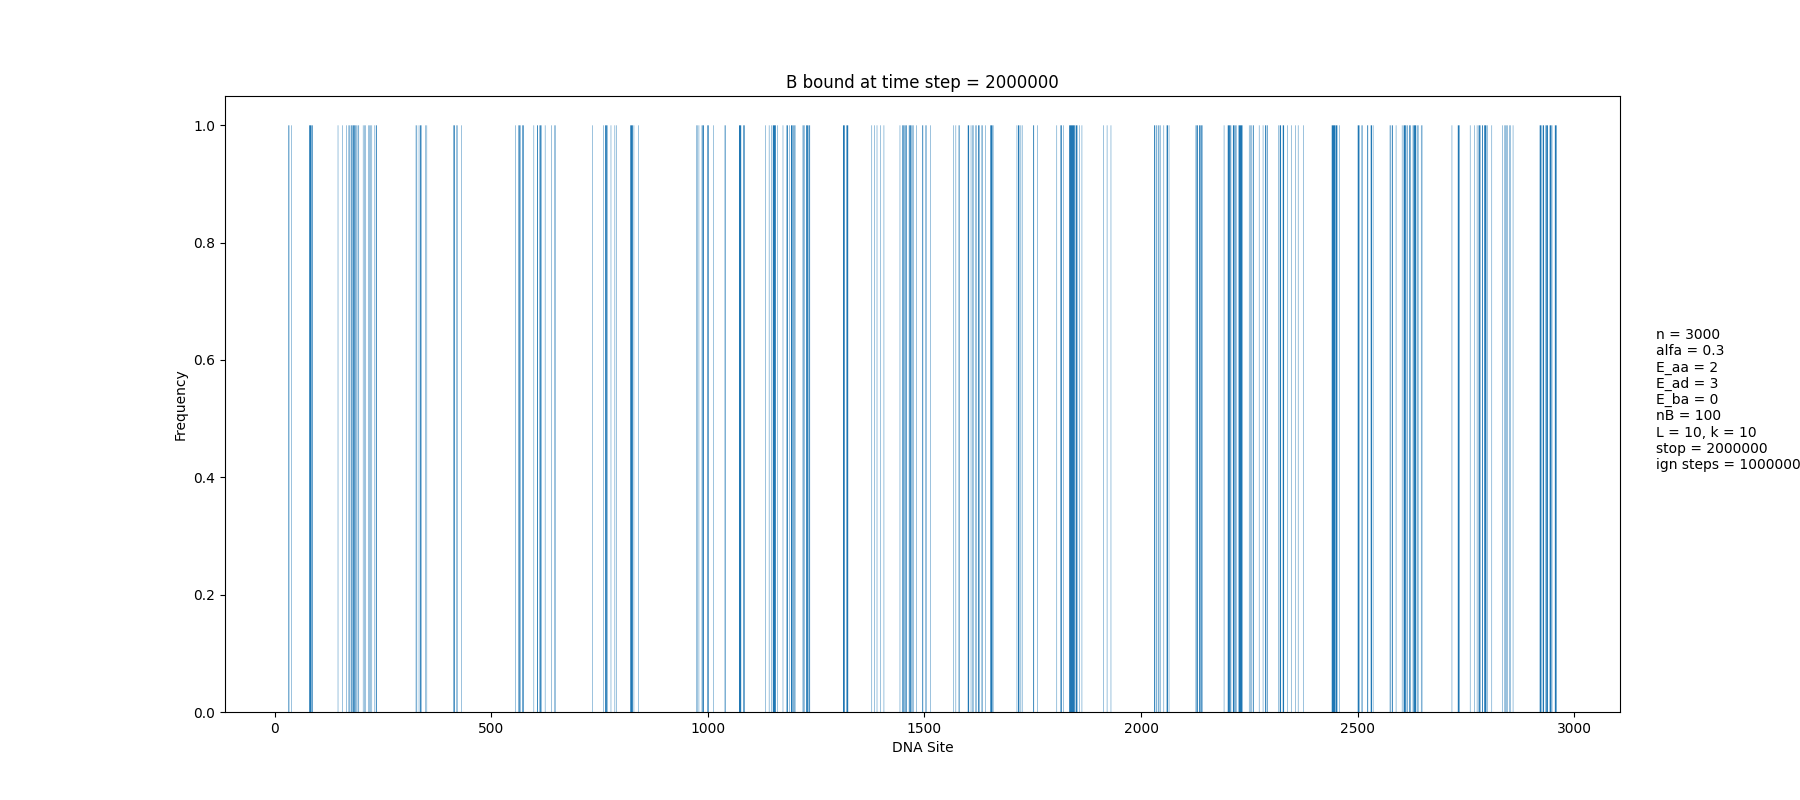 B bound at time step = 2000000
1.0
0.8
0.6
0.4
0.2
0.0
Frequency
0 500 1000 1500 2000 2500 3000
DNA Site
n = 3000
alfa = 0.3
E_aa = 2
E_ad = 3
E_ba = 0
nB = 100
L = 10, k = 10
stop = 2000000
ign steps = 1000000